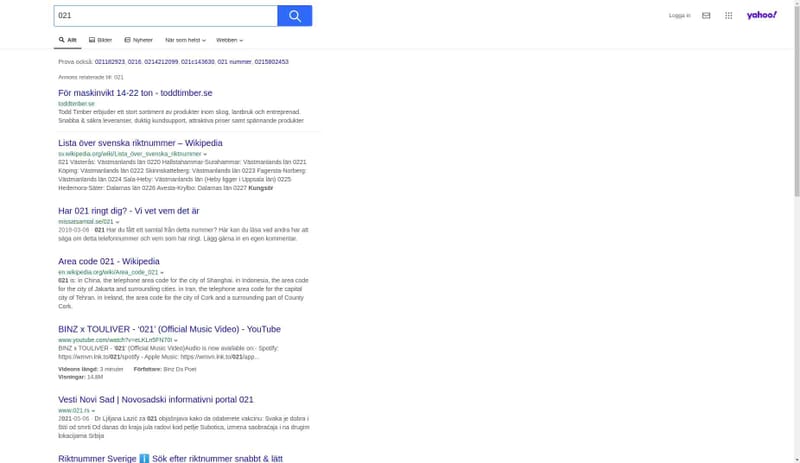 021
Logga in
yahoo!
Allt
Bilder
Nyheter
När som helst
Webben
Prova också: 021182923, 0216, 0214212099, 021c143630, 021 nummer, 0215802453
Annons relaterade till: 021
För maskinvikt 14-22 ton - toddtimber.se
toddtimber.se
Todd Timber erbjuder ett stort sortiment av produkter inom skog, lantbruk och entreprenad.
Snabba & säkra leveranser, duktig kundsupport, attraktiva priser samt spännande produkter
Lista över svenska riktnummer – Wikipedia
sv.wikipedia.org/wiki/Lista_över_svenska_riktnummer
021 Västerås: Västmanlands län 0220 Hallstahammar-Surahammar: Västmanlands län 0221
Köping: Västmanlands län 0222 Skinnskatteberg: Västmanlands län 0223 Fagersta-Norberg:
Västmanlands län 0224 Sala-Heby: Västmanlands län (Heby ligger i Uppsala län) 0225
Hedemora-Säter: Dalarnas län 0226 Avesta-Krylbo: Dalarnas län 0227 Kungsör
Har 021 ringt dig? - Vi vet vem det är
missatsamtal.se/021
2019-03-06 · 021 Har du fått ett samtal från detta nummer? Här kan du läsa vad andra har att
säga om detta telefonnummer och vem som har ringt. Lägg gärna in en egen kommentar.
Area code 021 - Wikipedia
en.wikipedia.org/wiki/Area_code_021
021 is: in China, the telephone area code for the city of Shanghai. in Indonesia, the area code
for the city of Jakarta and surrounding cities. in Iran, the telephone area code for the capital
city of Tehran. in Ireland, the area code for the city of Cork and a surrounding part of County
Cork.
BINZ x TOULIVER - ‘021’ (Official Music Video) - YouTube
www.youtube.com/watch?v=eLKLn5FN70I
BINZ x TOULIVER - '021' (Official Music Video)Audio is now available on:- Spotify:
https://wmvn.lnk.to/021/spotify - Apple Music: https://wmvn.lnk.to/021/app...
Videons längd: 3 minuter
Författare: Binz Da Poet
Visningar: 14,8M
Vesti Novi Sad | Novosadski informativni portal 021
www.021.rs
2021-05-06 · Dr Ljiljana Lazić za 021 objašnjava kako da odaberete vakcinu: Svaka je dobra i
štiti od smrti Od danas do kraja jula radovi kod petlje Subotica, izmena saobraćaja i na drugim
lokacijama Srbija
Riktnummer Sverige ℹ️ Sök efter riktnummer snabbt & lätt